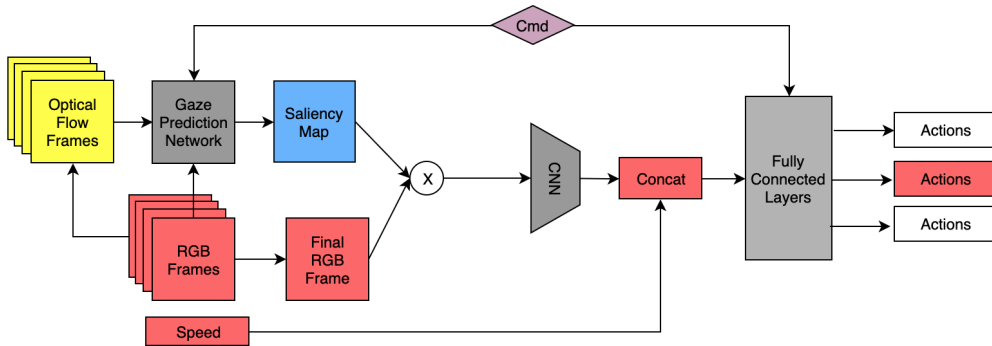 Cmd
Optical
Flow
Frames
Gaze
Prediction
Network
Saliency
Map
X
CNN
Concat
Fully
Connected
Layers
Actions
Actions
Actions
RGB
Frames
Final
RGB
Frame
Speed